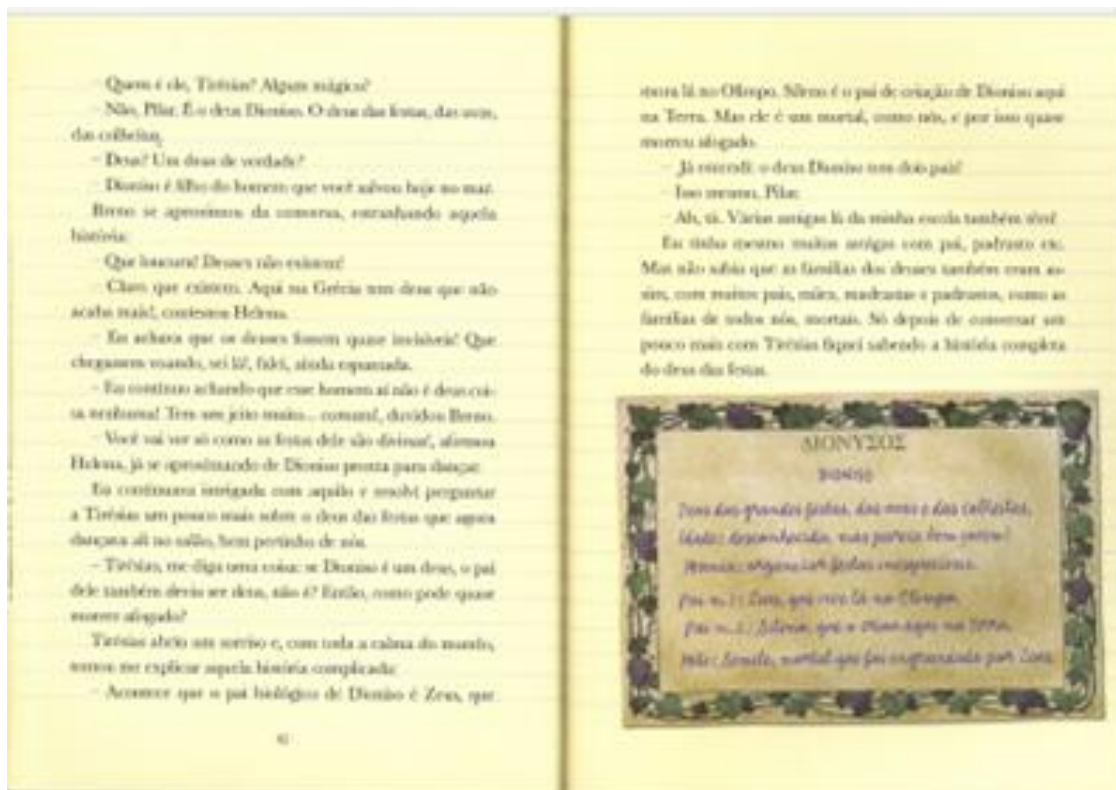 – Quem é ele, Tirésias? Algum mágico?
– Não, Pilar. É o deus Dioniso. O deus das festas, das uvas,
das colheitas.
– Deus? Um deus de verdade?
– Dioniso é filho do homem que você salvou hoje no mar.
Breno se aproximou da conversa, estranhando aquela
história:
– Que loucura! Deuses não existem!
– Claro que existem. Aqui na Grécia tem deus que não
acaba mais!, contestou Helena.
– Eu achava que os deuses fossem quase invisíveis! Que
chegassem voando, sei lá!, falei, ainda espantada.
– Eu continuo achando que esse homem aí não é deus coi-
sa nenhuma! Tem um jeito muito... comum!, duvidou Breno.
– Você vai ver só como as festas dele são divinas!, afirmou
Helena, já se aproximando de Dioniso pronta para dançar.
Eu continuava intrigada com aquilo e resolvi perguntar
a Tirésias um pouco mais sobre o deus das festas que agora
dançava ali no salão, bem pertinho de nós.
– Tirésias, me diga uma coisa: se Dioniso é um deus, o pai
dele também devia ser deus, não é? Então, como pode quase
morrer afogado?
Tirésias abriu um sorriso e, com toda a calma do mundo,
tentou me explicar aquela história complicada:
– Acontece que o pai biológico de Dioniso é Zeus, que
mora lá no Olimpo. Sileno é o pai de criação de Dioniso aqui
na Terra. Mas ele é um mortal, como nós, e por isso quase
morreu afogado.
– Já entendi: o deus Dioniso tem dois pais!
– Isso mesmo, Pilar.
– Ah, tá. Vários amigos lá da minha escola também têm!
Eu tinha mesmo muitos amigos com pai, padrasto etc.
Mas não sabia que as famílias dos deuses também eram as-
sim, com muitos pais, mães, madrastas e padrastos, como as
famílias de todos nós, mortais. Só depois de conversar um
pouco mais com Tirésias fiquei sabendo a história completa
do deus das festas.
ΔΙΟΝΥΣΟΣ
DIONISO
Deus das grandes festas, das uvas e das colheitas.
Idade: desconhecida, mas parece bem jovem!
organizar festas inesquecíveis.
Pai n.1: Zeus, que vive lá no Olimpo.
Pai n.2: Sileno, que o criou aqui na Terra.
Mãe: Semele, mortal que foi engravidada por Zeus.